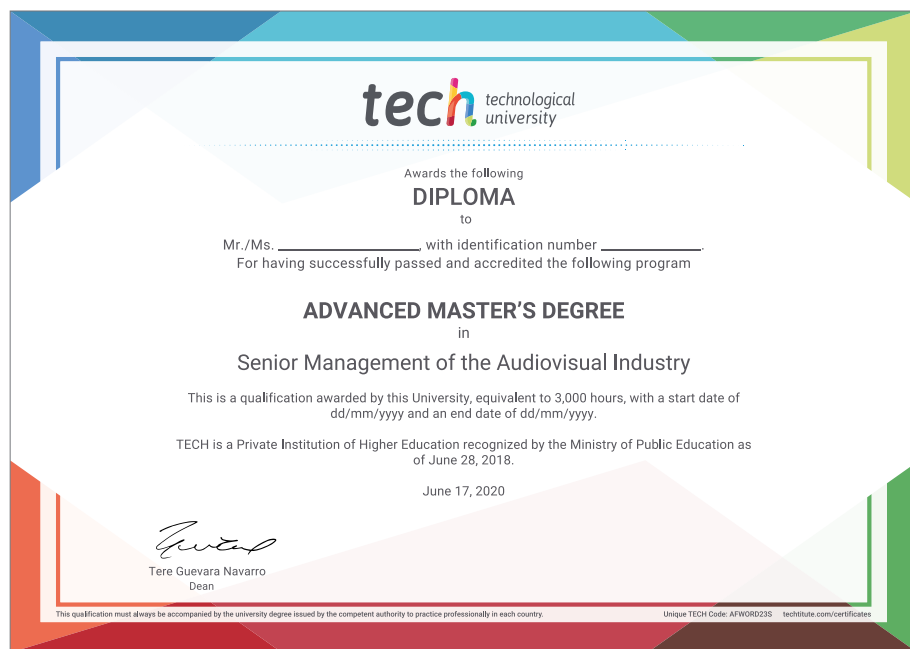 tech technological
university
Awards the following
DIPLOMA
to
Mr./Ms. ____________________, with identification number ______________.
For having successfully passed and accredited the following program
ADVANCED MASTER'S DEGREE
in
Senior Management of the Audiovisual Industry
This is a qualification awarded by this University, equivalent to 3,000 hours, with a start date of
dd/mm/yyyy and an end date of dd/mm/yyyy.
TECH is a Private Institution of Higher Education recognized by the Ministry of Public Education as
of June 28, 2018.
June 17, 2020
Tere Guevara Navarro
Dean
This qualification must always be accompanied by the university degree issued by the competent authority to practice professionally in each country. Unique TECH Code: AFWORD23S techtitute.com/certificates